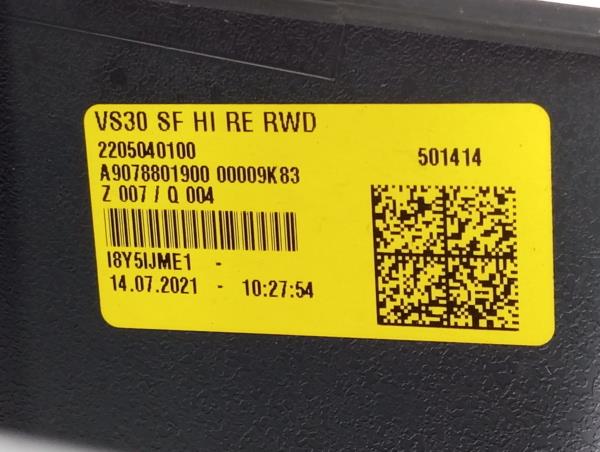 VS30 SF HI RE RWD
2205040100
501414
A9078801900 00009K83
Z 007 / Q 004
I8Y5IJME1 -
14.07.2021 - 10:27:54